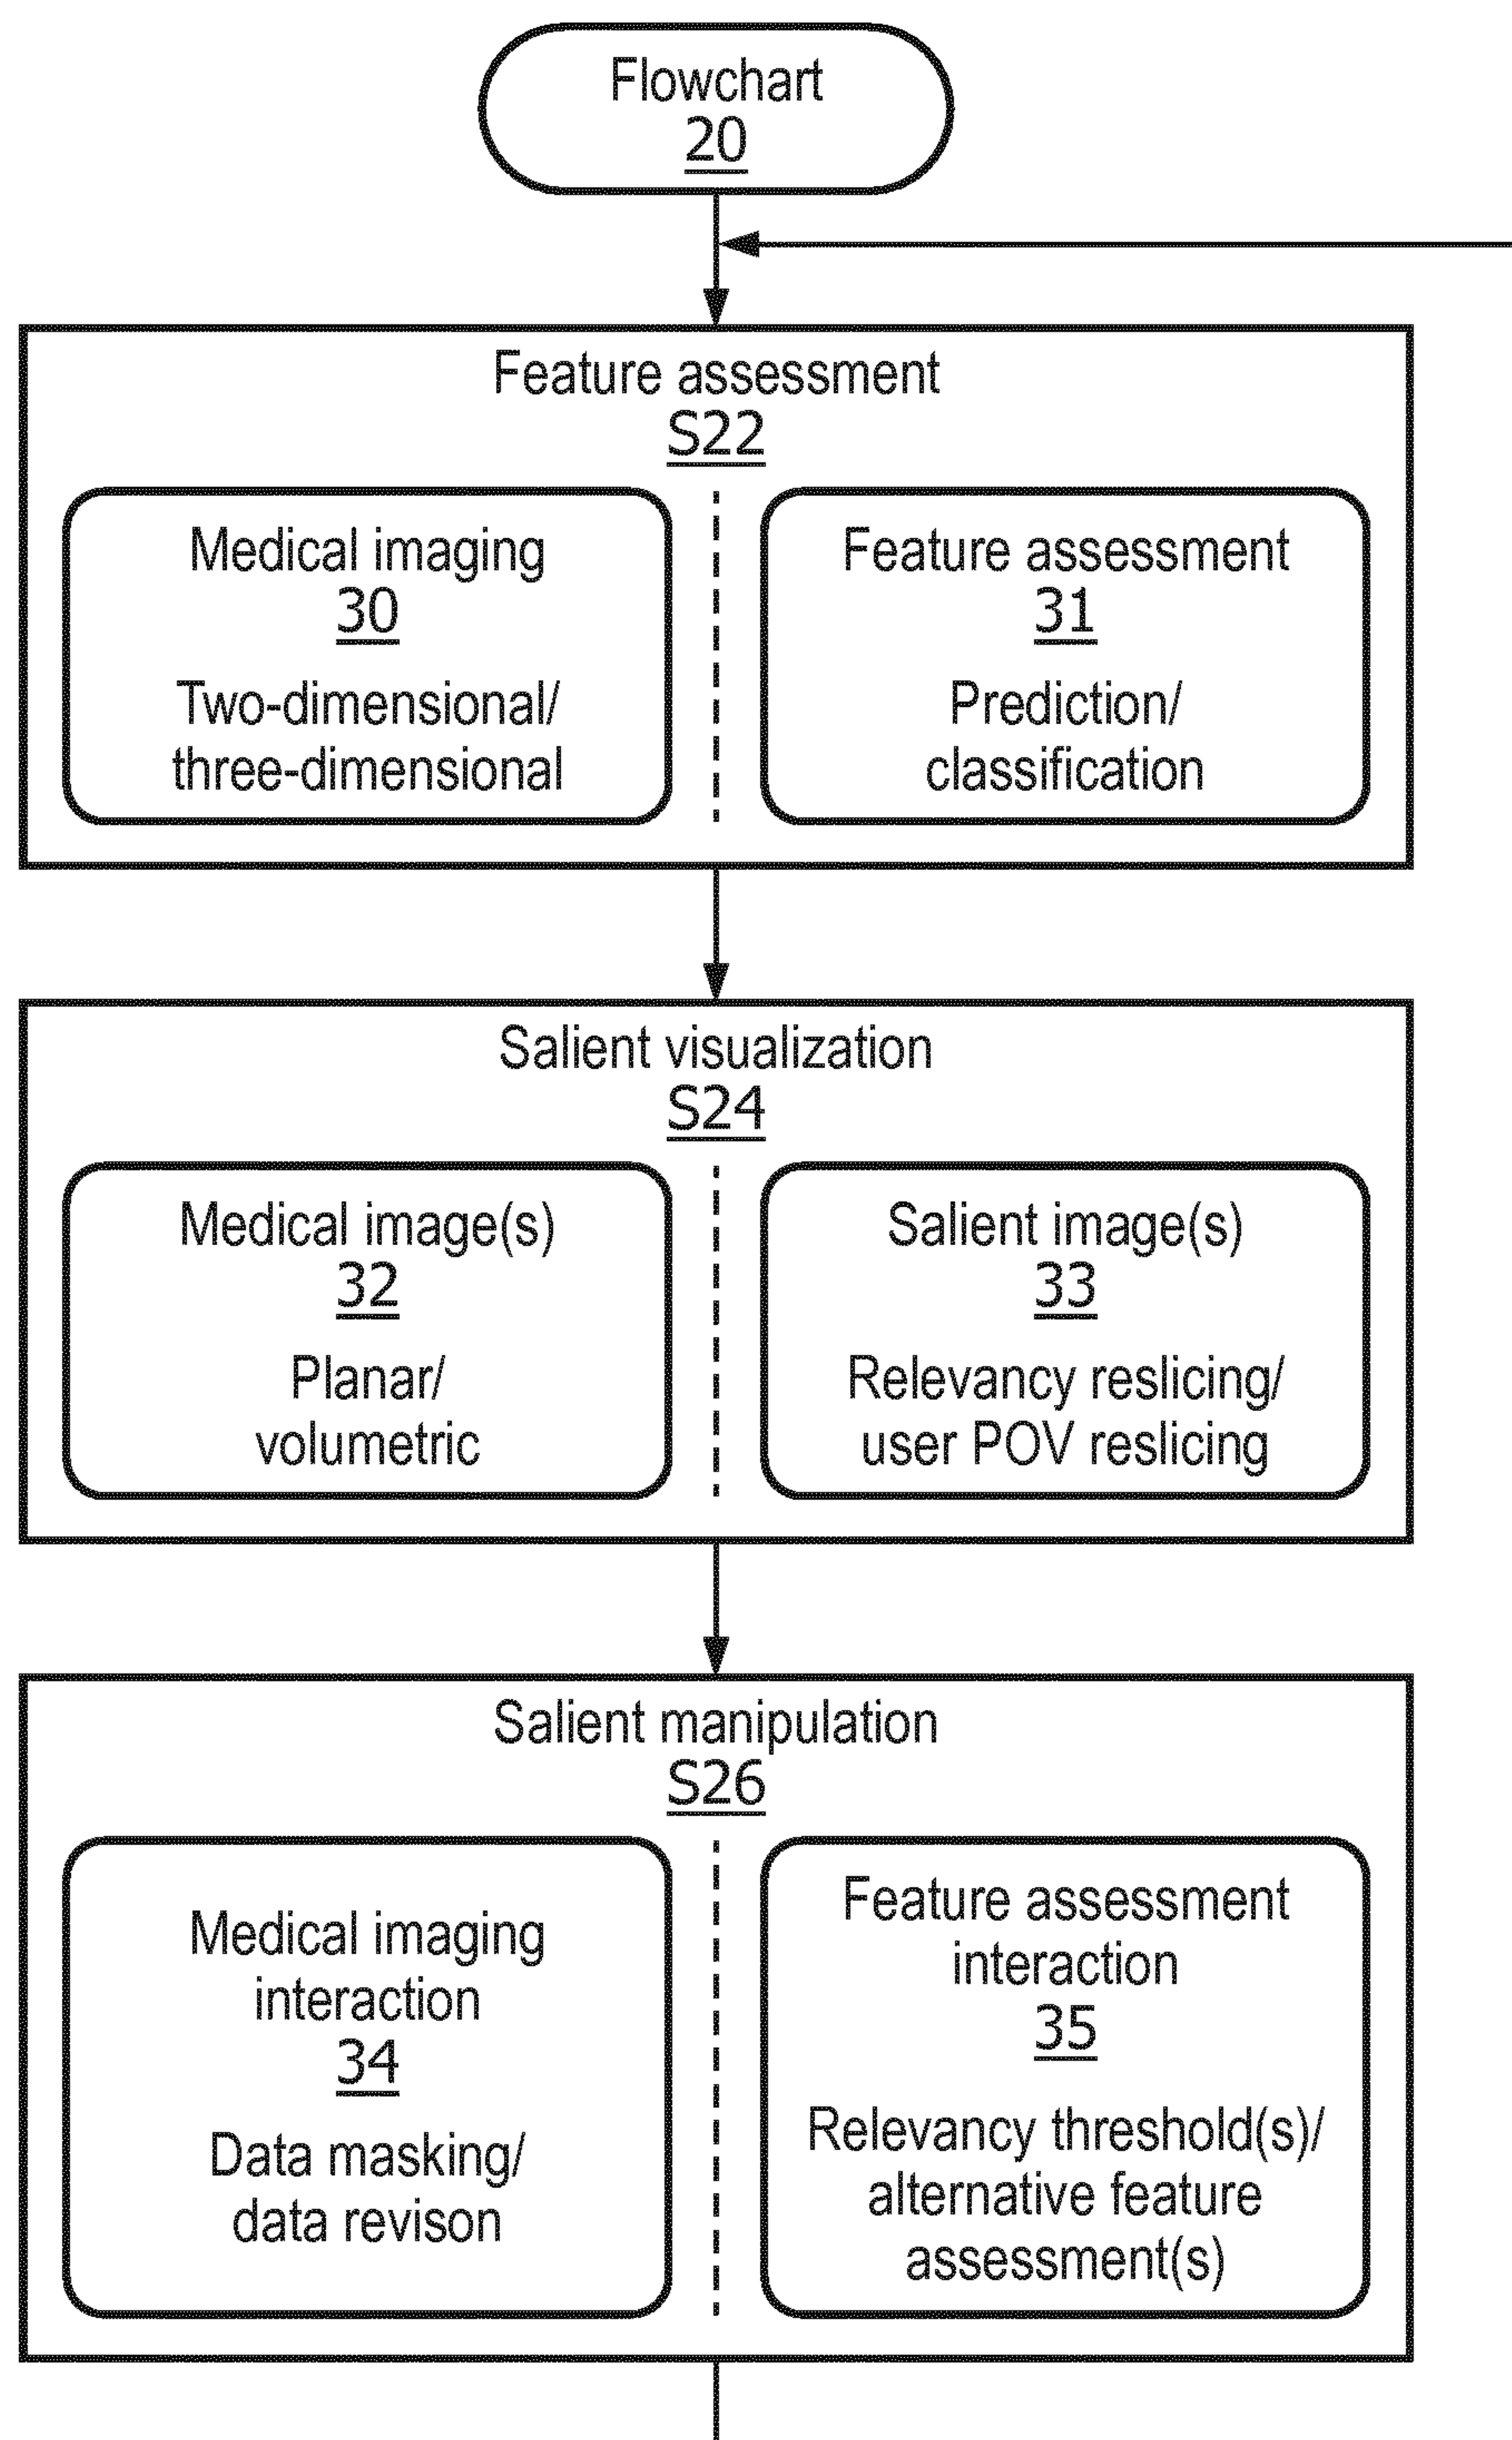 Flowchart
20
Feature assessment
S22
Medical imaging
30
Two-dimensional/
three-dimensional
Feature assessment
31
Prediction/
classification
Salient visualization
S24
Medical image(s)
32
Planar/
volumetric
Salient image(s)
33
Relevancy reslicing/
user POV reslicing
Salient manipulation
S26
Medical imaging
interaction
34
Data masking/
data revison
Feature assessment
interaction
35
Relevancy threshold(s)/
alternative feature
assessment(s)